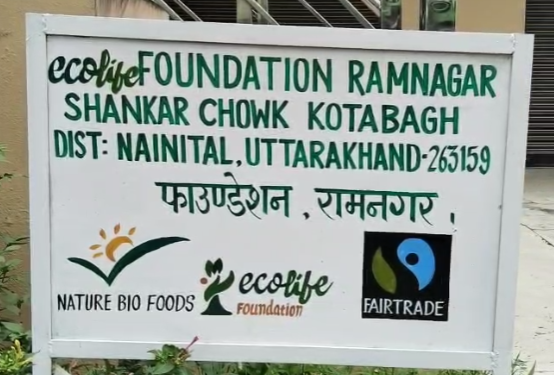 ecolife FOUNDATION RAMNAGAR
SHANKAR CHOWK KOTABAGH
DIST: NAINITAL, UTTARAKHAND-263159
फाउण्डेशन , रामनगर ,
NATURE BIO FOODS
ecolife
Foundation
FAIRTRADE